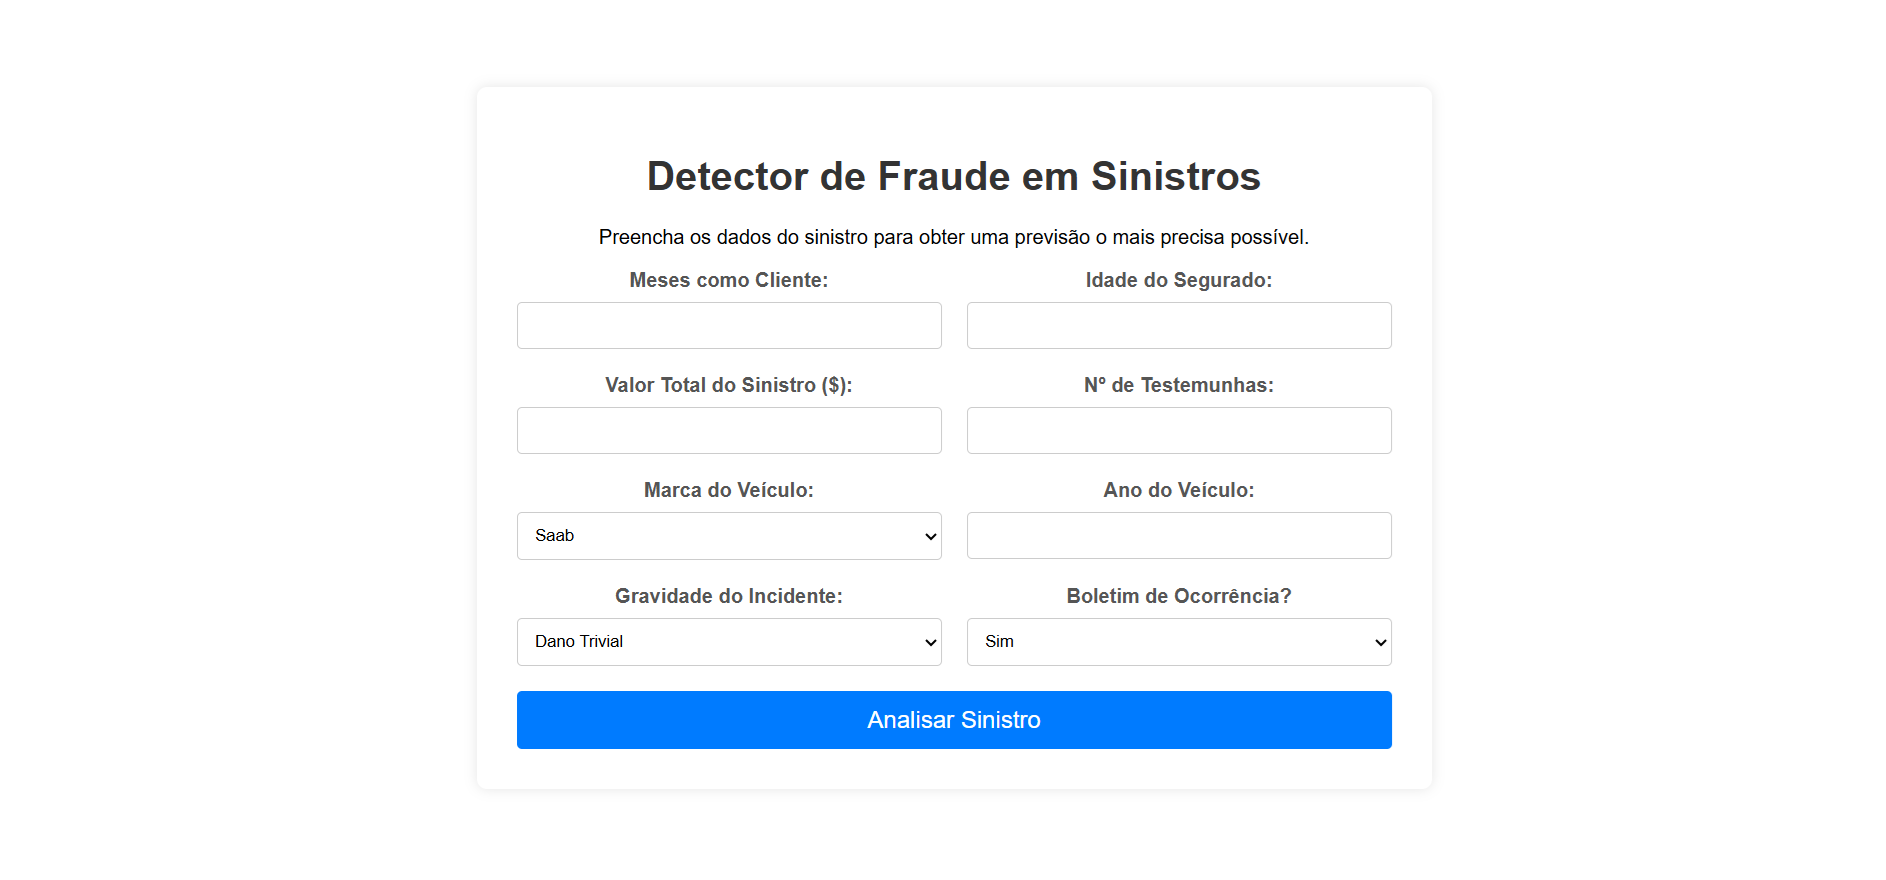 Detector de Fraude em Sinistros
Preencha os dados do sinistro para obter uma previsão o mais precisa possível.
Meses como Cliente:
Idade do Segurado:
Valor Total do Sinistro ($):
Nº de Testemunhas:
Marca do Veículo:
Ano do Veículo:
Saab
Gravidade do Incidente:
Boletim de Ocorrência?
Dano Trivial
Sim
Analisar Sinistro